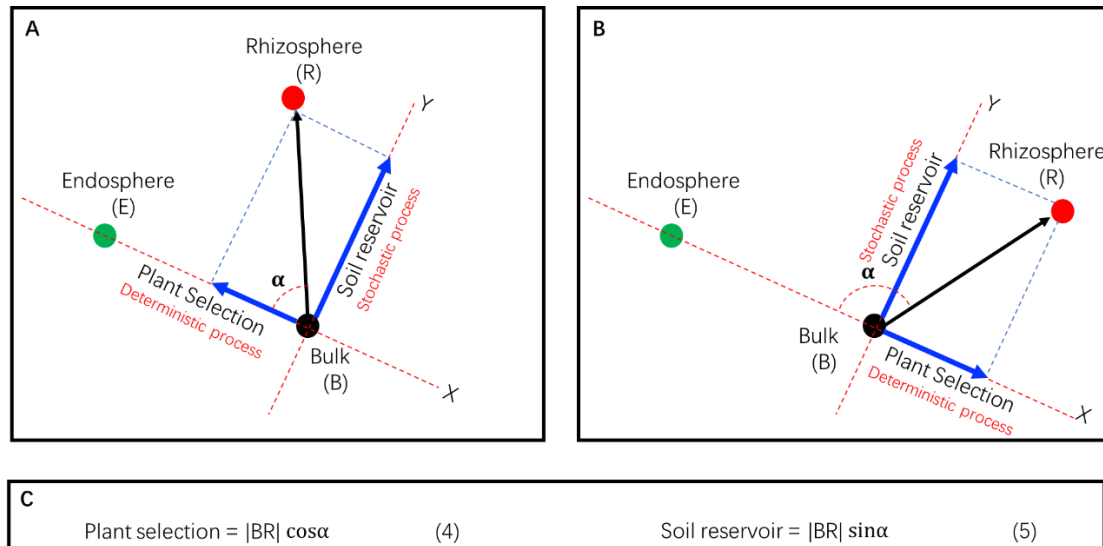 A
Rhizosphere
(R)
Y
Endosphere
(E)
Soil reservoir
Stochastic process
α
Plant Selection
Deterministic process
Bulk
(B)
X
B
Y
Rhizosphere
(R)
Endosphere
(E)
Stochastic process
Soil reservoir
α
Bulk
(B)
Plant Selection
Deterministic process
X
C
Plant selection = |BR| cosα (4)
Soil reservoir = |BR| sinα (5)